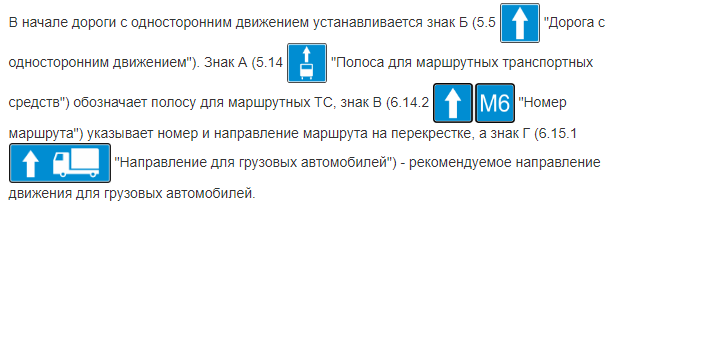 В начале дороги с односторонним движением устанавливается знак Б (5.5 "Дорога с
односторонним движением"). Знак А (5.14 "Полоса для маршрутных транспортных
средств") обозначает полосу для маршрутных ТС, знак В (6.14.2 М6 "Номер
маршрута") указывает номер и направление маршрута на перекрестке, а знак Г (6.15.1
"Направление для грузовых автомобилей") - рекомендуемое направление
движения для грузовых автомобилей.